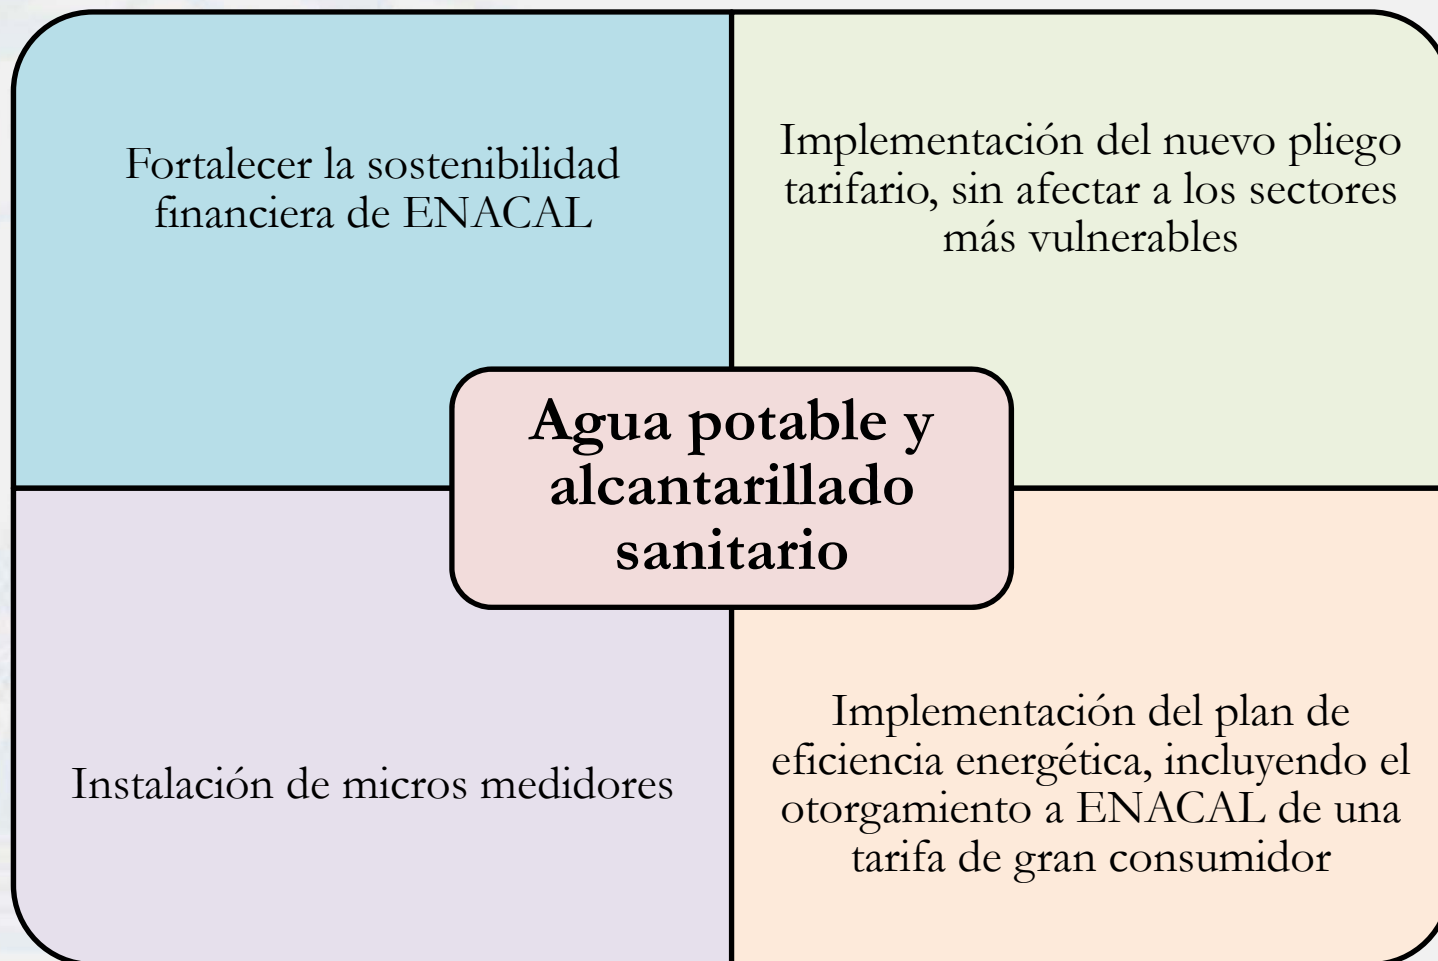 Fortalecer la sostenibilidad
financiera de ENACAL
Implementación del nuevo pliego
tarifario, sin afectar a los sectores
más vulnerables
Agua potable y
alcantarillado
sanitario
Instalación de micros medidores
Implementación del plan de
eficiencia energética, incluyendo el
otorgamiento a ENACAL de una
tarifa de gran consumidor